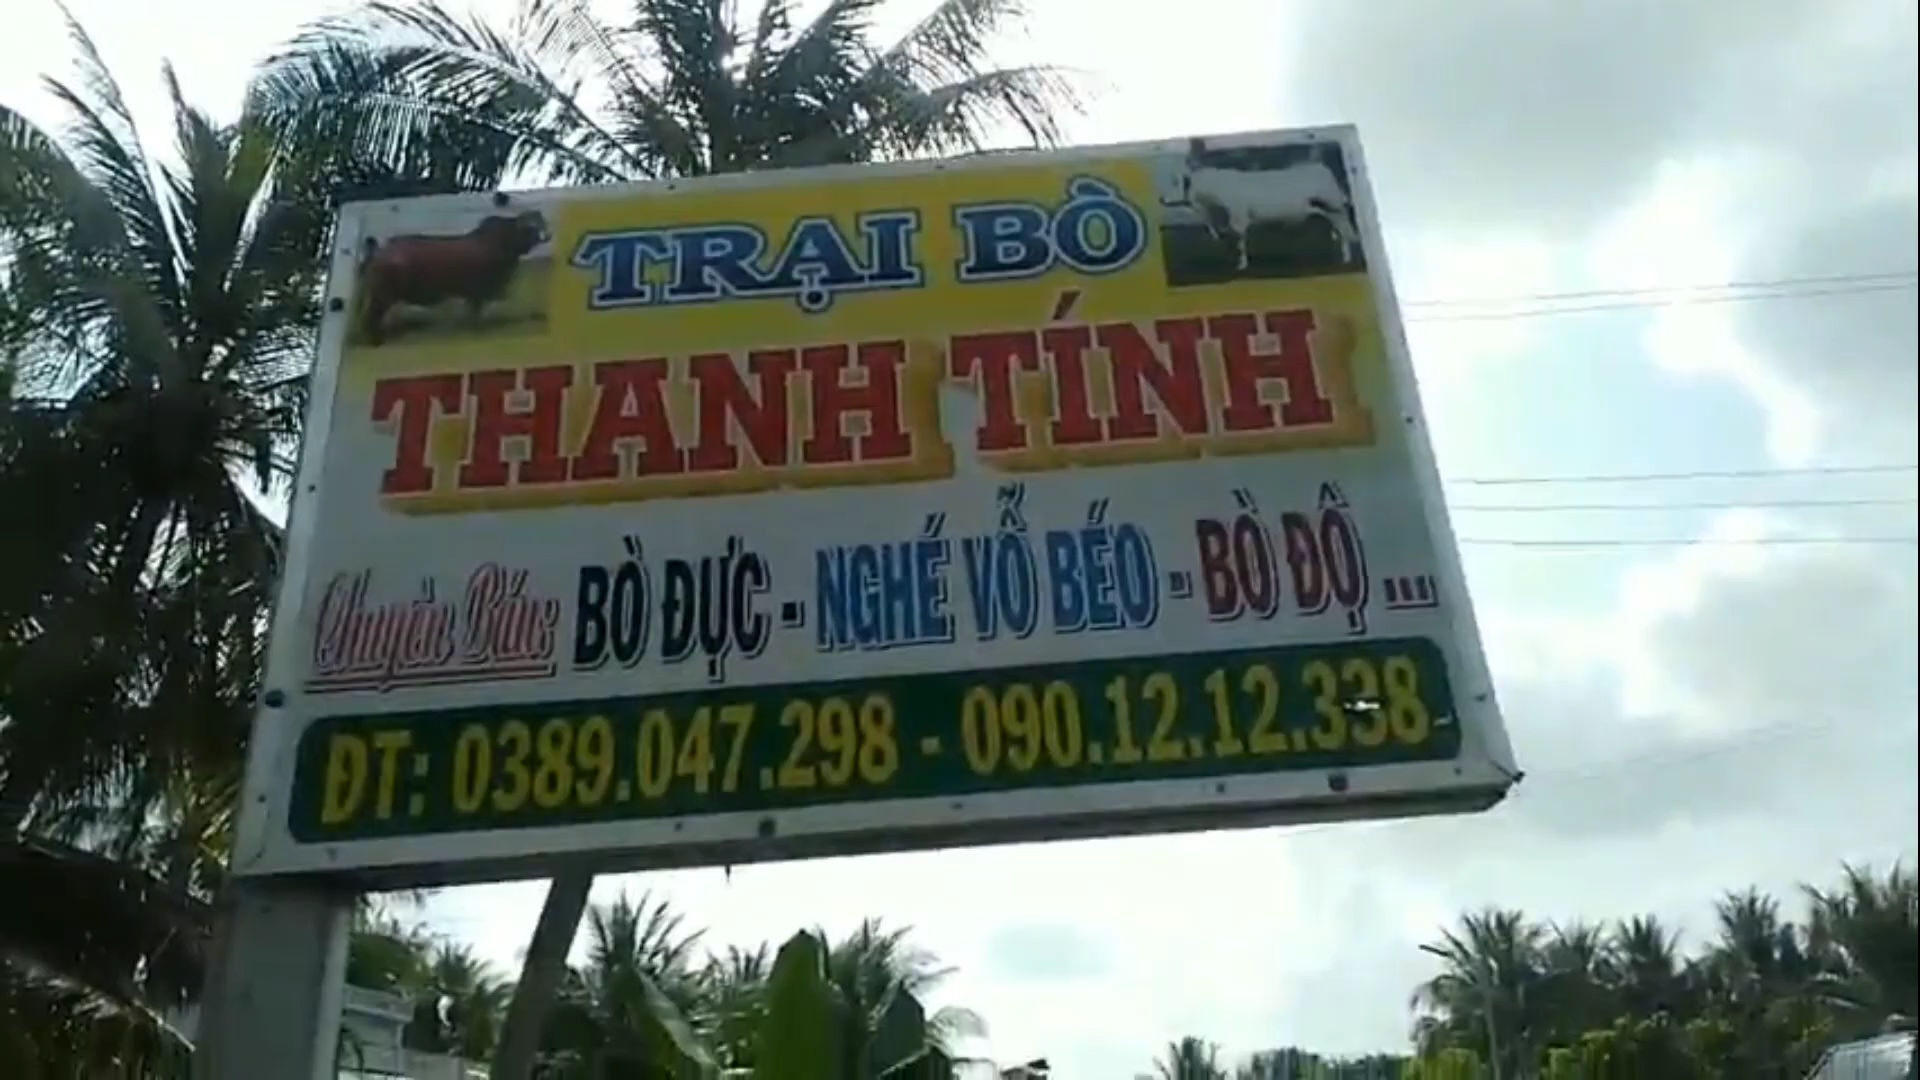 TRẠI BÒ
THANH TÍNH
Chuyên Bán: BÒ ĐỰC - NGHÉ VỖ BÉO - BÒ ĐỘ ...
ĐT: 0389.047.298 - 090.12.12.338